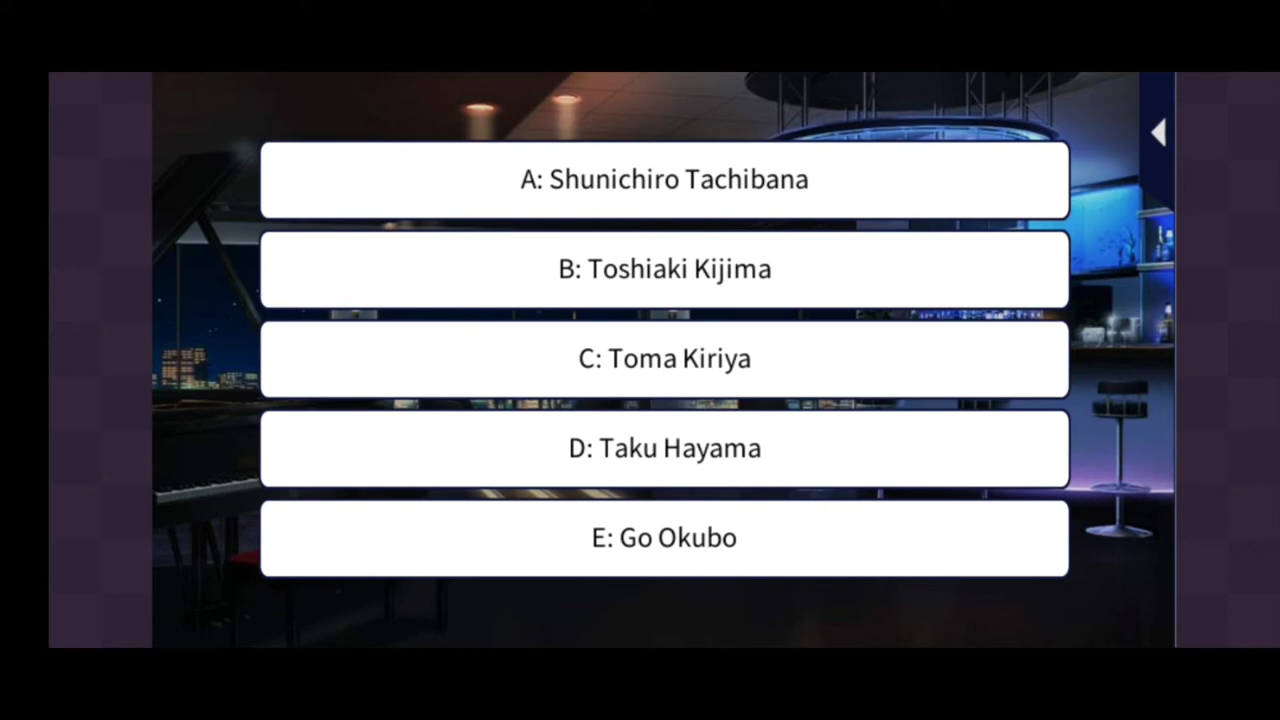 A: Shunichiro Tachibana
B: Toshiaki Kijima
C: Toma Kiriya
D: Taku Hayama
E: Go Okubo